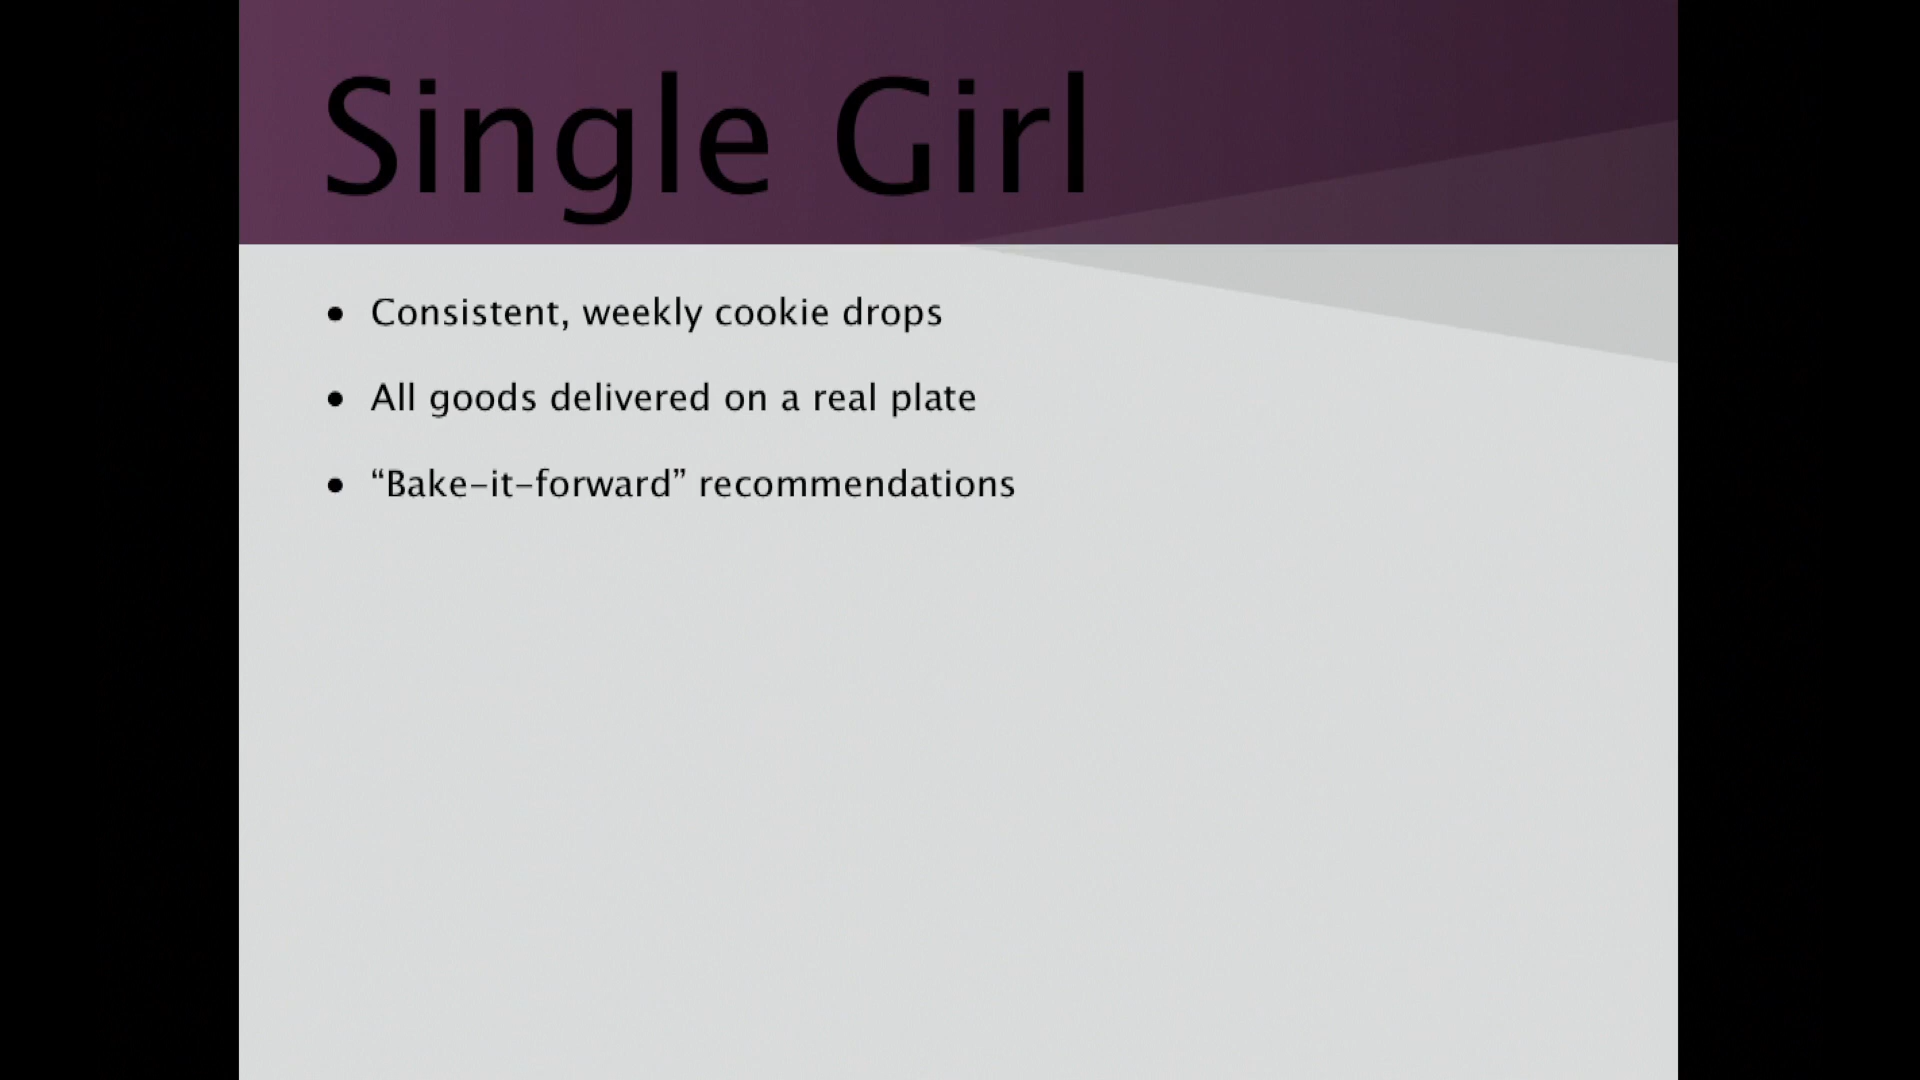 Single Girl
• Consistent, weekly cookie drops
• All goods delivered on a real plate
• “Bake-it-forward” recommendations